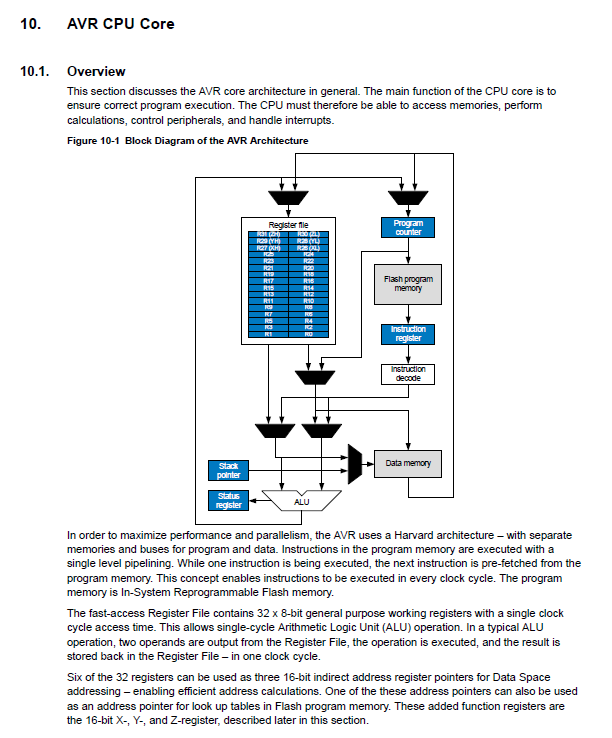 10. AVR CPU Core
10.1. Overview
This section discusses the AVR core architecture in general. The main function of the CPU core is to
ensure correct program execution. The CPU must therefore be able to access memories, perform
calculations, control peripherals, and handle interrupts.
Figure 10-1 Block Diagram of the AVR Architecture
Register file
R31 (ZH) R30 (ZL)
R29 (YH) R28 (YL)
R27 (XH) R26 (XL)
R25 R24
R23 R22
R21 R20
R19 R18
R17 R16
R15 R14
R13 R12
R11 R10
R9 R8
R7 R6
R5 R4
R3 R2
R1 R0
Program
counter
Flash program
memory
Instruction
register
Instruction
decode
Data memory
Stack
pointer
Status
register
ALU
In order to maximize performance and parallelism, the AVR uses a Harvard architecture – with separate
memories and buses for program and data. Instructions in the program memory are executed with a
single level pipelining. While one instruction is being executed, the next instruction is pre-fetched from the
program memory. This concept enables instructions to be executed in every clock cycle. The program
memory is In-System Reprogrammable Flash memory.
The fast-access Register File contains 32 x 8-bit general purpose working registers with a single clock
cycle access time. This allows single-cycle Arithmetic Logic Unit (ALU) operation. In a typical ALU
operation, two operands are output from the Register File, the operation is executed, and the result is
stored back in the Register File – in one clock cycle.
Six of the 32 registers can be used as three 16-bit indirect address register pointers for Data Space
addressing – enabling efficient address calculations. One of the these address pointers can also be used
as an address pointer for look up tables in Flash program memory. These added function registers are
the 16-bit X-, Y-, and Z-register, described later in this section.